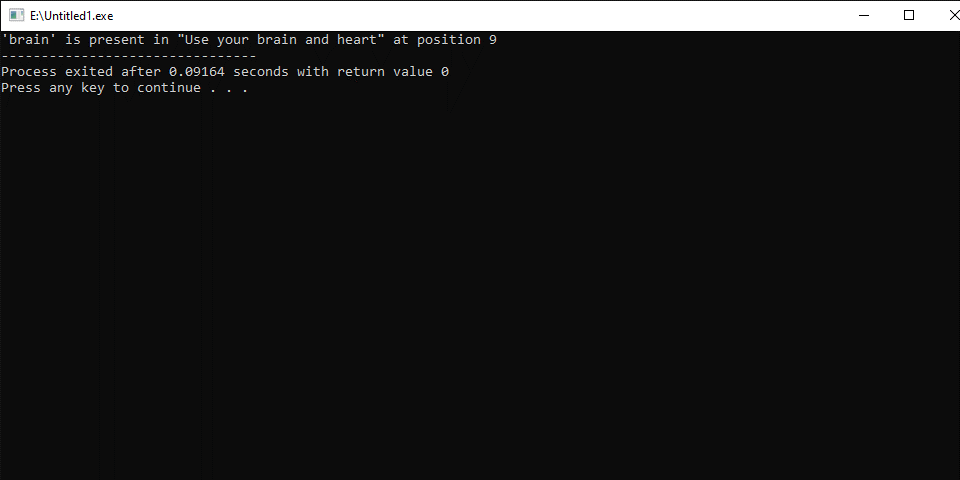 E:\Untitled1.exe
'brain' is present in "Use your brain and heart" at position 9
--------------------------------
Process exited after 0.09164 seconds with return value 0
Press any key to continue . . .